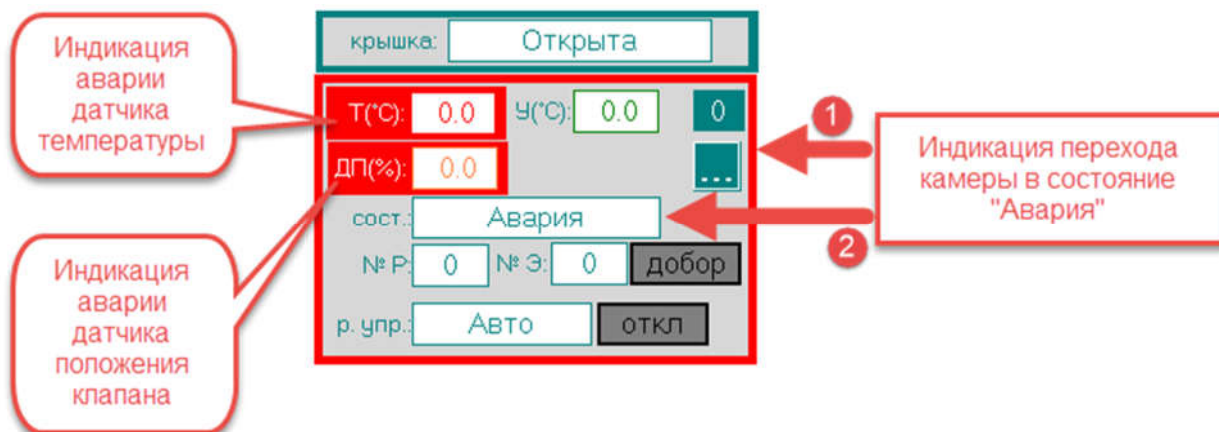 Индикация
аварии
датчика
температуры
крышка: Открыта
T(°C): 0.0 У(°C): 0.0 0
ДП(%): 0.0 ...
сост.: Авария
№ Р: 0 № Э: 0 добор
р. упр.: Авто откл
1
2
Индикация перехода
камеры в состояние
"Авария"
Индикация
аварии
датчика
положения
клапана